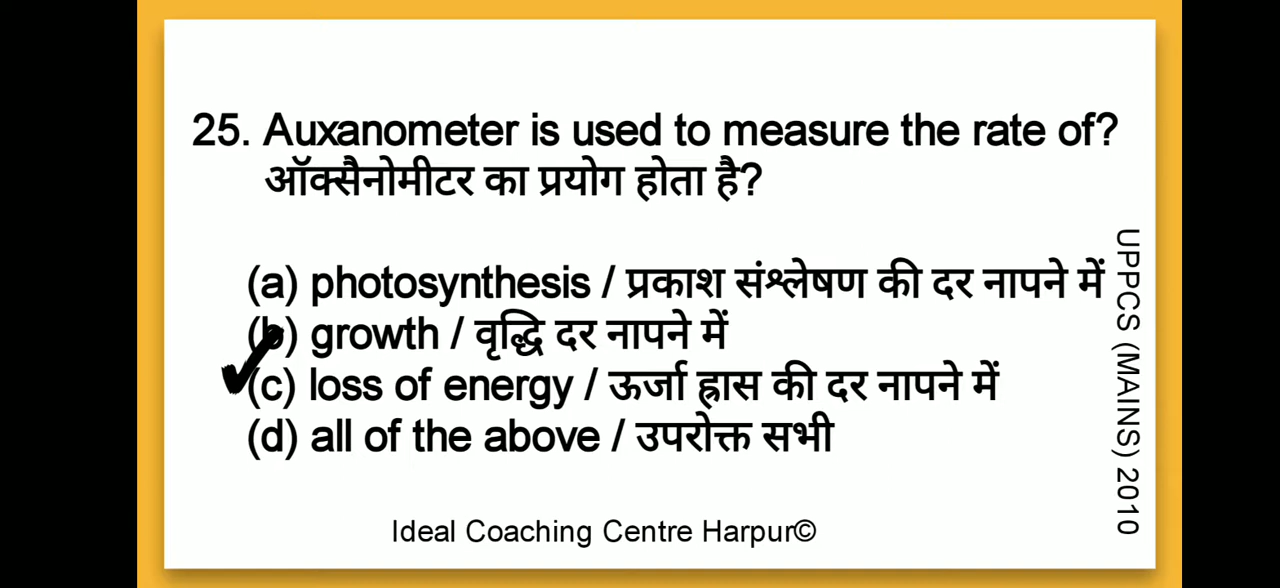 25. Auxanometer is used to measure the rate of?
ऑक्सैनोमीटर का प्रयोग होता है?
(a) photosynthesis / प्रकाश संश्लेषण की दर नापने में
(b) growth / वृद्धि दर नापने में
(c) loss of energy / ऊर्जा ह्रास की दर नापने में
(d) all of the above / उपरोक्त सभी
UPPCS (MAINS) 2010
Ideal Coaching Centre Harpur©